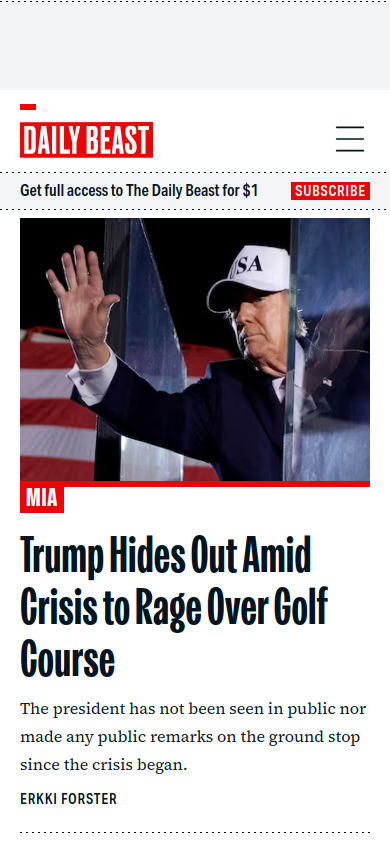 DAILY BEAST
Get full access to The Daily Beast for $1
SUBSCRIBE
SA
MIA
Trump Hides Out Amid
Crisis to Rage Over Golf
Course
The president has not been seen in public nor
made any public remarks on the ground stop
since the crisis began.
ERKKI FORSTER